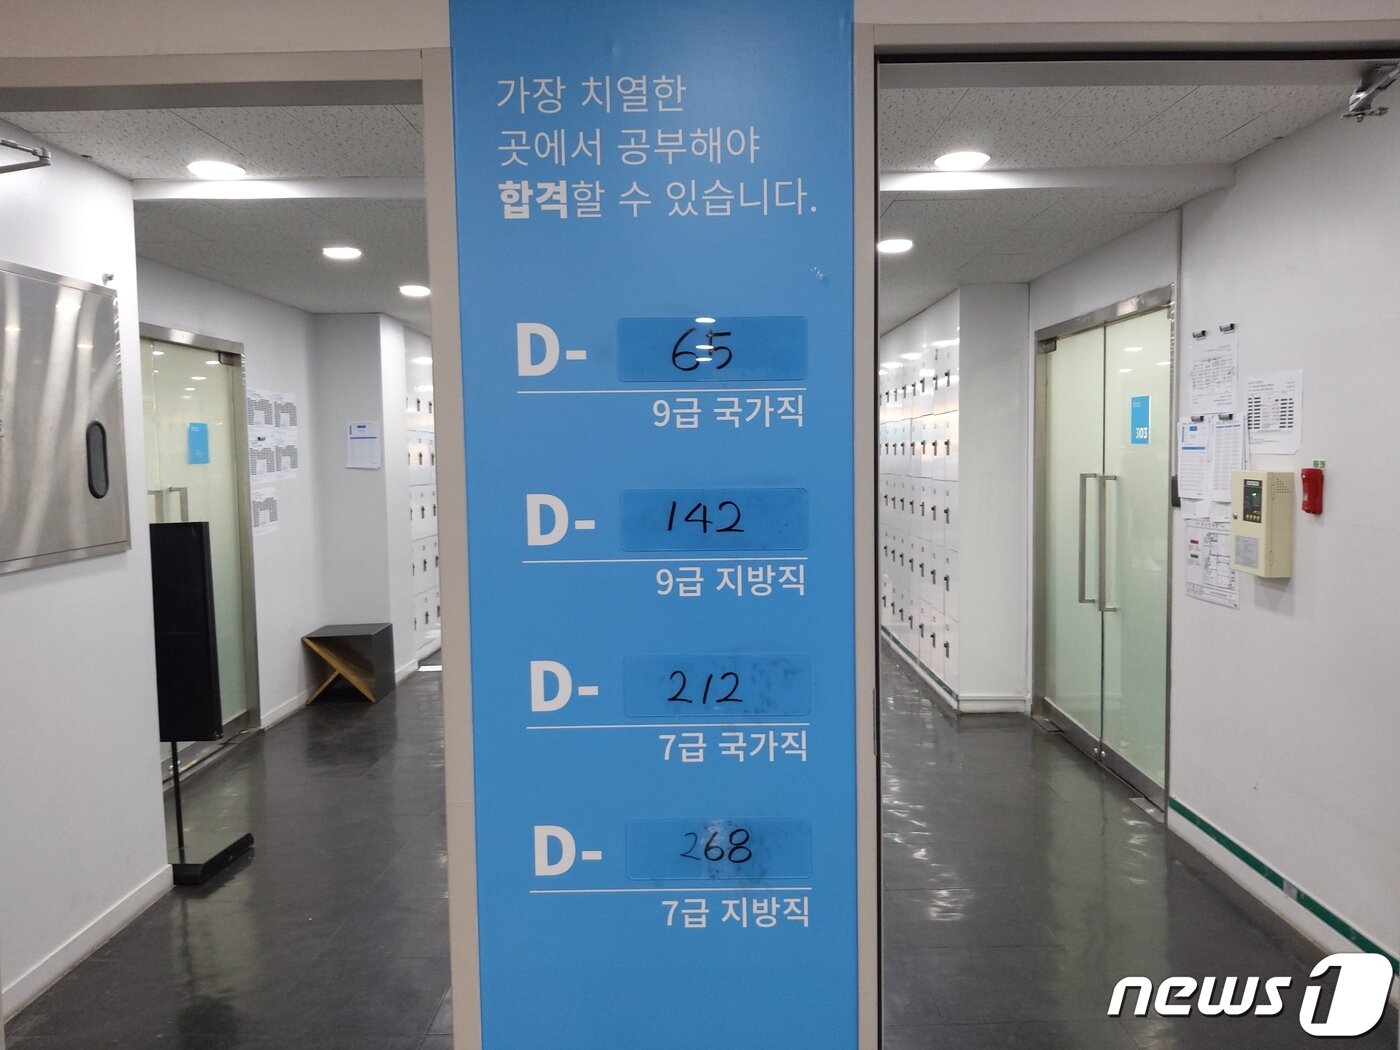 가장 치열한
곳에서 공부해야
합격할 수 있습니다.
D- 65
9급 국가직
D- 142
9급 지방직
D- 212
7급 국가직
D- 268
7급 지방직
303
news1